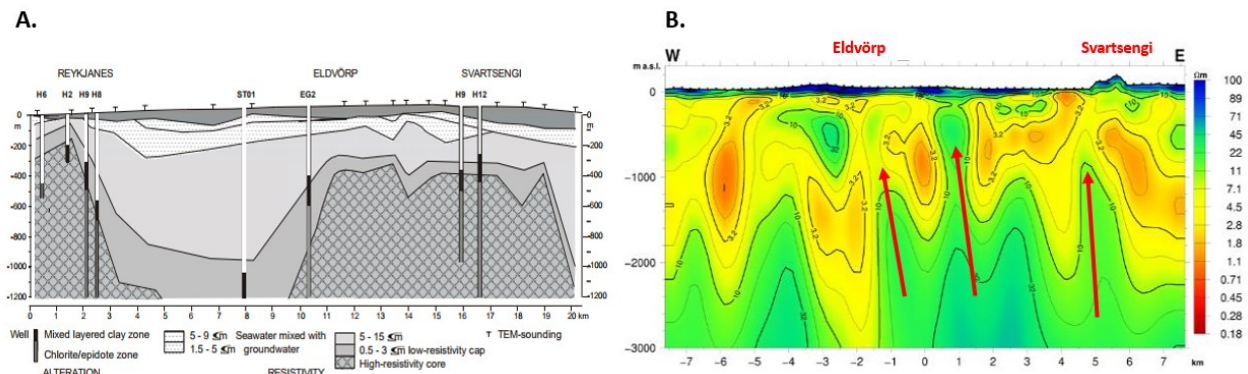 A.
REYKJANES ELDVÖRP SVARTSENGI
H6 H2 H9 H8 ST01 EG2 H9 H12
0 0
m m
-200 -200
-400 -400
-600 -600
-800 -800
-1000 -1000
-1200 -1200
0 1 2 3 4 5 6 7 8 9 10 11 12 13 14 15 16 17 18 19 20 km
Well Mixed layered clay zone
Chlorite/epidote zone
ALTERATION
5 - 9 Ωm Seawater mixed with
1.5 - 5 Ωm groundwater
5 - 15 Ωm
0.5 - 3 Ωm low-resistivity cap
High-resistivity core
RESISTIVITY
TEM-sounding
B.
Eldvörp Svartsengi
W E
m a.s.l.
0
-1000
-2000
-3000
-7 -6 -5 -4 -3 -2 -1 0 1 2 3 4 5 6 7 km
Ωm
100
89
71
45
22
11
7.1
4.5
2.8
1.8
1.1
0.71
0.45
0.28
0.18
3.2
10
32